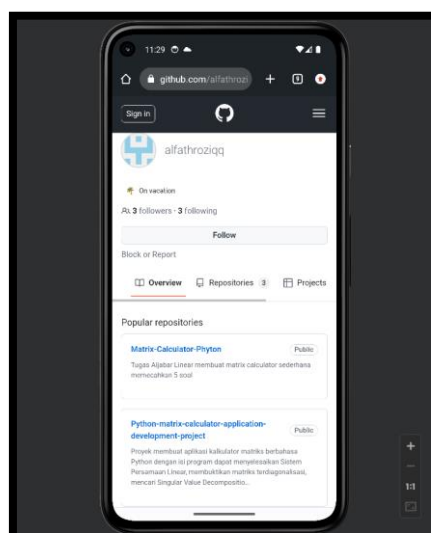 11:29
github.com/alfathrozi
Sign in
alfathroziqq
🌴 On vacation
3 followers · 3 following
Follow
Block or Report
Overview Repositories 3 Projects
Popular repositories
Matrix-Calculator-Phyton Public
Tugas Aljabar Linear membuat matrix calculator sederhana
memecahkan 5 soal
Python-matrix-calculator-application-
development-project Public
Proyek membuat aplikasi kalkulator matriks berbahasa
Python dengan isi program dapat menyelesaikan Sistem
Persamaan Linear, membuktikan matriks terdiagonalisasi,
mencari Singular Value Decompositio...
1:1